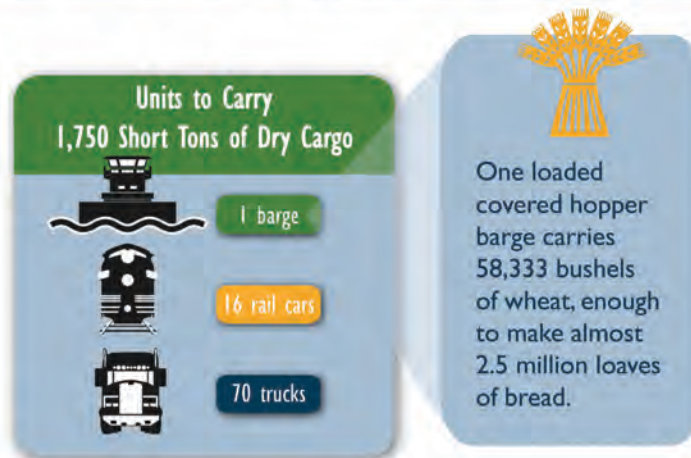 Units to Carry
1,750 Short Tons of Dry Cargo
1 barge
16 rail cars
70 trucks
One loaded
covered hopper
barge carries
58,333 bushels
of wheat, enough
to make almost
2.5 million loaves
of bread.